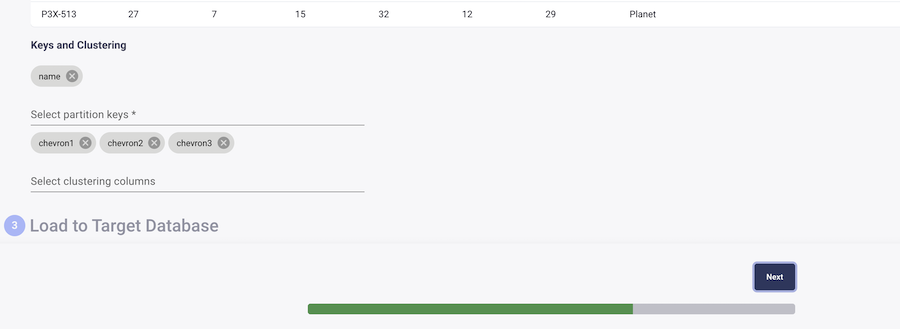 P3X-513 27 7 15 32 12 29 Planet
Keys and Clustering
name
Select partition keys *
chevron1 chevron2 chevron3
Select clustering columns
3 Load to Target Database
Next